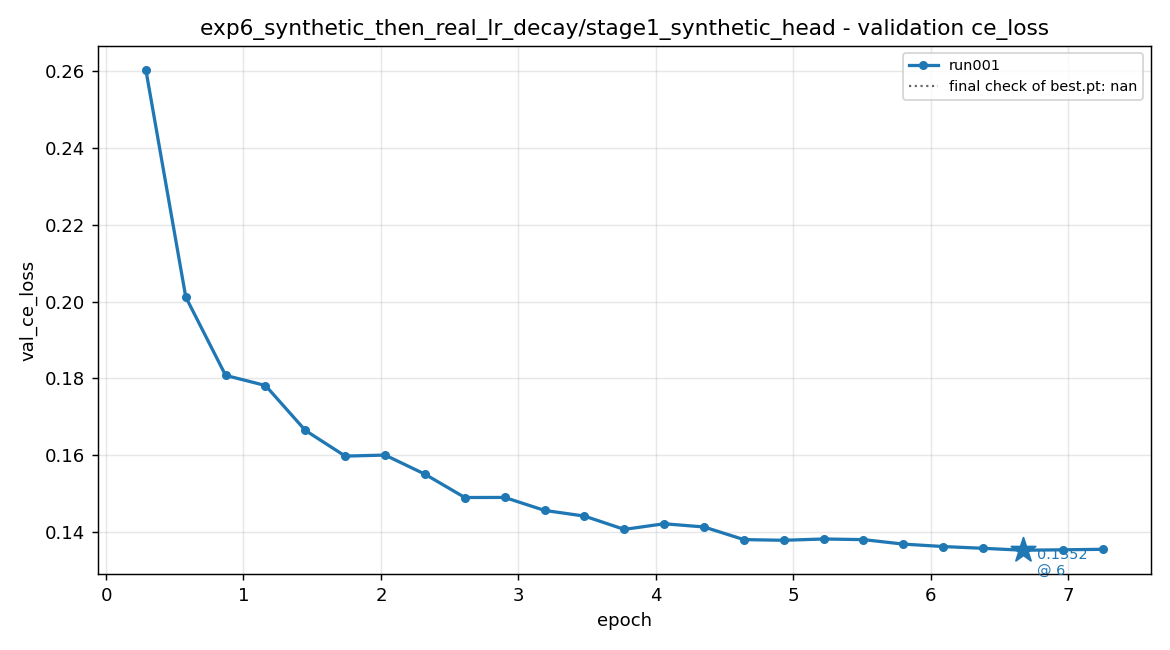 exp6_synthetic_then_real_lr_decay/stage1_synthetic_head - validation ce_loss
run001
final check of best.pt: nan
val_ce_loss
0.26
0.24
0.22
0.20
0.18
0.16
0.14
0.1352
@ 6
0 1 2 3 4 5 6 7
epoch